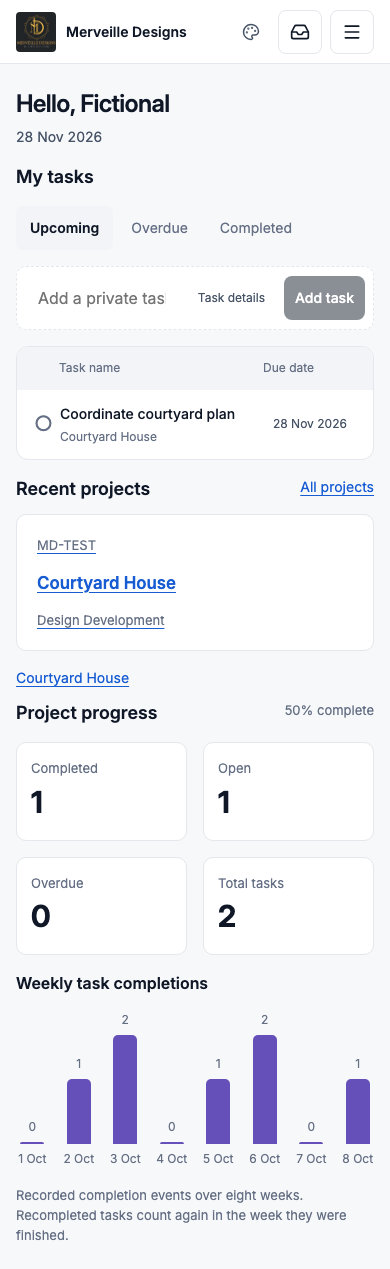 Merveille Designs
Hello, Fictional
28 Nov 2026
My tasks
Upcoming Overdue Completed
Add a private tas Task details Add task
Task name Due date
Coordinate courtyard plan 28 Nov 2026
Courtyard House
Recent projects All projects
MD-TEST
Courtyard House
Design Development
Courtyard House
Project progress 50% complete
Completed Open
1 1
Overdue Total tasks
0 2
Weekly task completions
0 1 2 0 1 2 0 1
1 Oct 2 Oct 3 Oct 4 Oct 5 Oct 6 Oct 7 Oct 8 Oct
Recorded completion events over eight weeks.
Recompleted tasks count again in the week they were
finished.